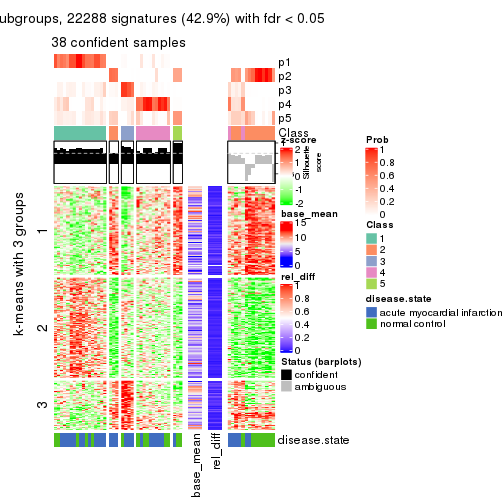 ubgroups, 22288 signatures (42.9%) with fdr < 0.05
38 confident samples
p1
p2
p3
p4
p5
Class
z-score
2
1
0
-1
-2
Silhouette
score
base_mean
15
10
5
0
rel_diff
1
0.8
0.6
0.4
0.2
0
Status (barplots)
confident
ambiguous
Prob
1
0.8
0.6
0.4
0.2
0
Class
1
2
3
4
5
disease.state
acute myocardial infarction
normal control
k-means with 3 groups
1
2
3
disease.state
base_mean
rel_diff